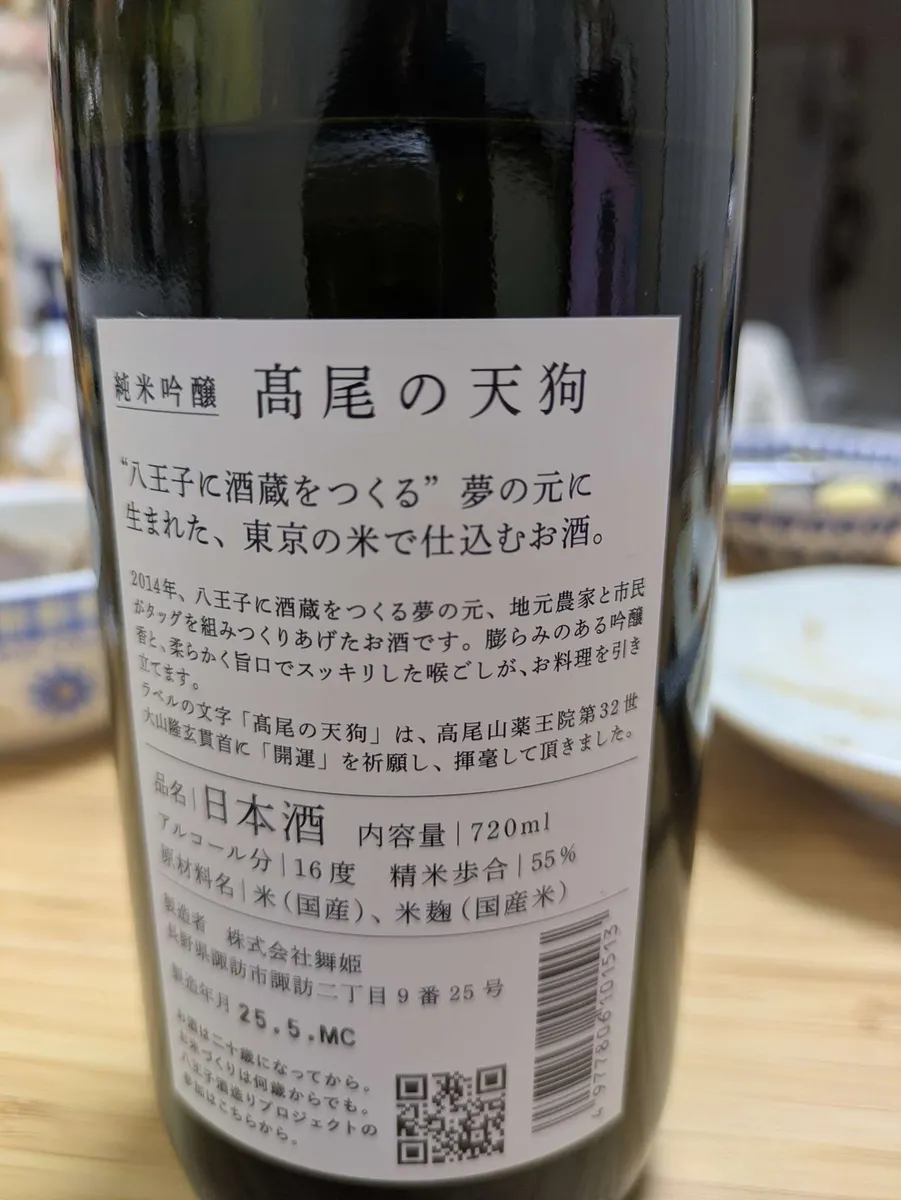 純米吟醸 髙尾の天狗
“八王子に酒蔵をつくる” 夢の元に
生まれた、東京の米で仕込むお酒。
2014年、八王子に酒蔵をつくる夢の元、地元農家と市民
がタッグを組みつくりあげたお酒です。膨らみのある吟醸
香と、柔らかく旨口でスッキリした喉ごしが、お料理を引き
立てます。
ラベルの文字「髙尾の天狗」は、高尾山薬王院第32世
大山隆玄貫首に「開運」を祈願し、揮毫して頂きました。
品名|日本酒 内容量|720ml
アルコール分|16度 精米歩合|55%
原材料名|米(国産)、米麹(国産米)
製造者 株式会社舞姫
長野県諏訪市諏訪二丁目9番25号
製造年月 25.5.MC
お酒は二十歳になってから。
お米づくりは何歳からでも。
八王子酒造りプロジェクトの
参加はこちらから。
4977806101513